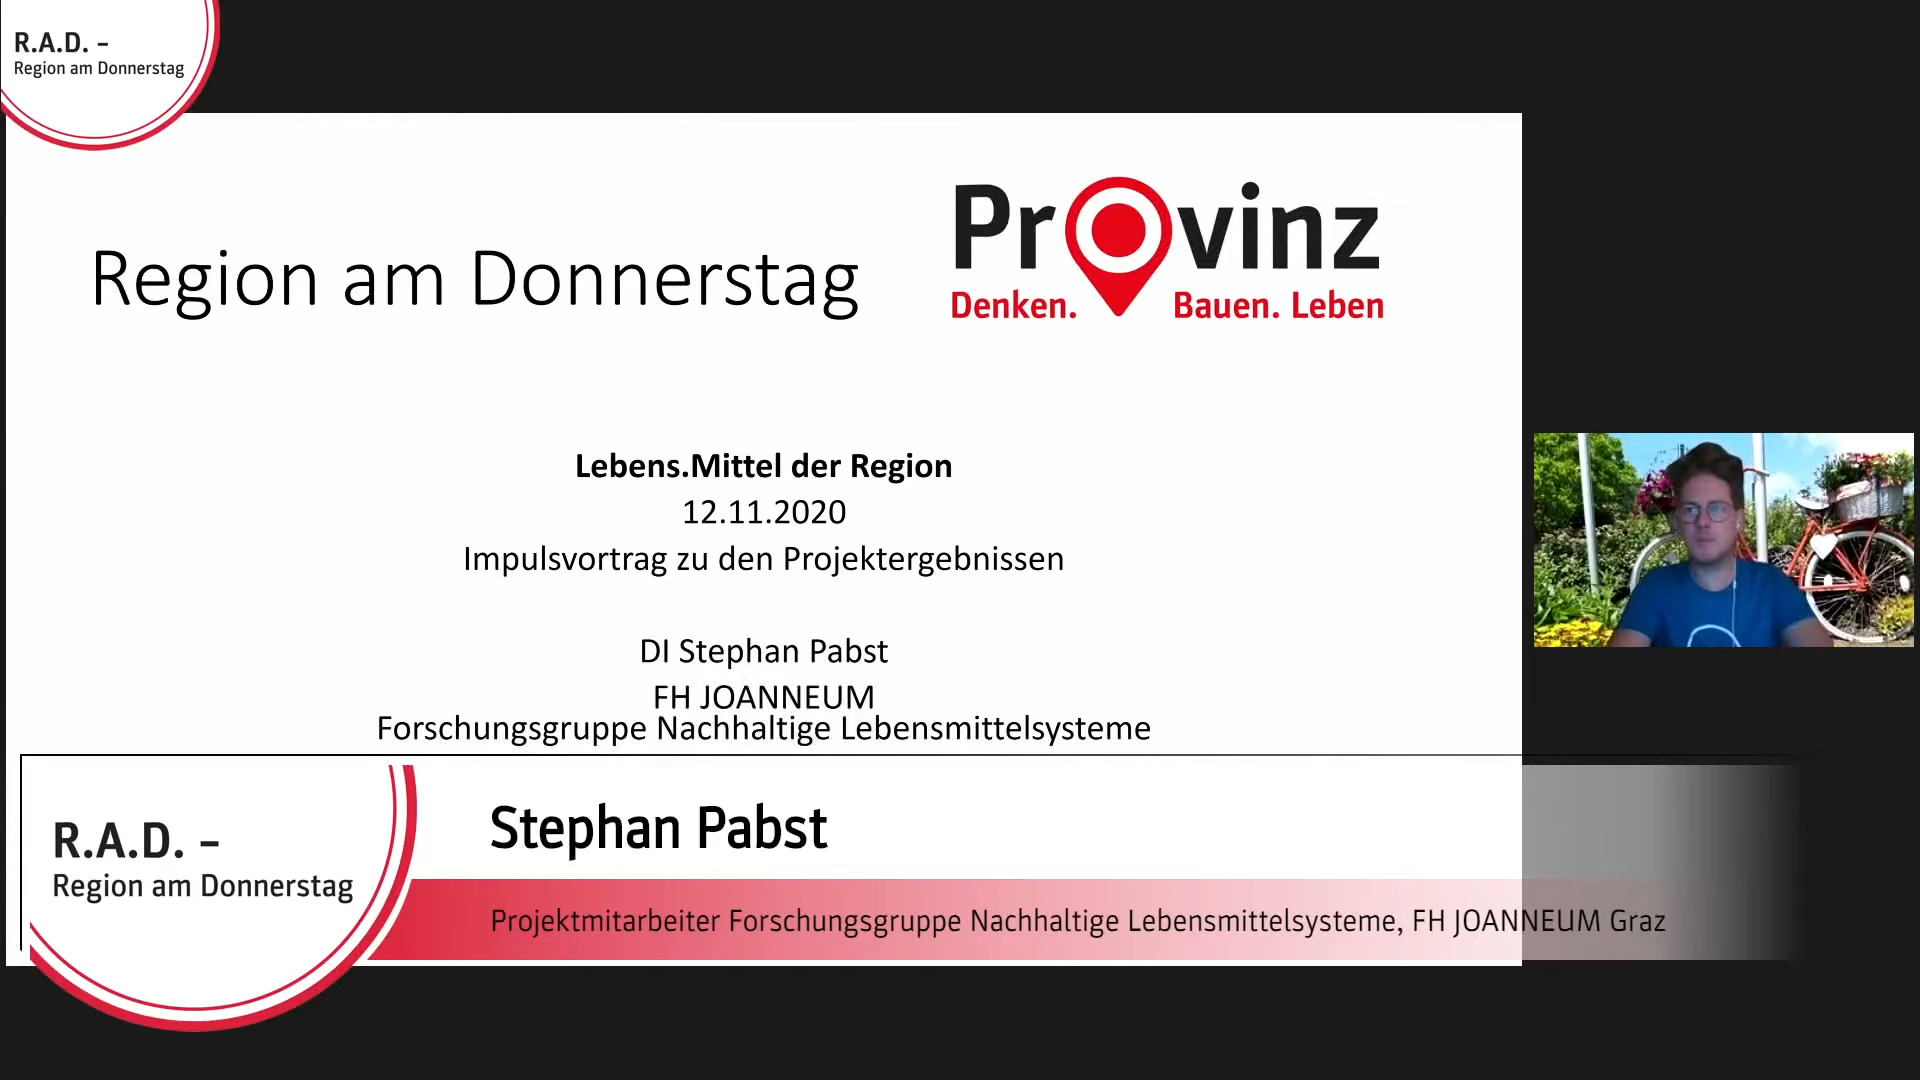 R.A.D. –
Region am Donnerstag
Region am Donnerstag
Provinz
Denken. Bauen. Leben
Lebens.Mittel der Region
12.11.2020
Impulsvortrag zu den Projektergebnissen
DI Stephan Pabst
FH JOANNEUM
Forschungsgruppe Nachhaltige Lebensmittelsysteme
R.A.D. –
Region am Donnerstag
Stephan Pabst
Projektmitarbeiter Forschungsgruppe Nachhaltige Lebensmittelsysteme, FH JOANNEUM Graz